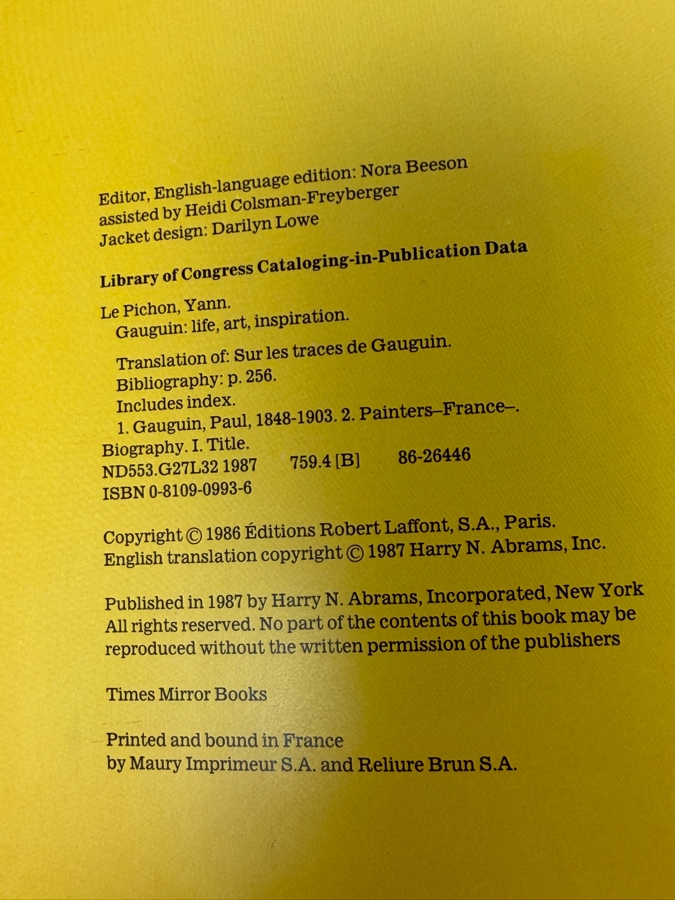 Editor, English-language edition: Nora Beeson
assisted by Heidi Colsman-Freyberger
Jacket design: Darilyn Lowe
Library of Congress Cataloging-in-Publication Data
Le Pichon, Yann.
Gauguin: life, art, inspiration.
Translation of: Sur les traces de Gauguin.
Bibliography: p. 256.
Includes index.
1. Gauguin, Paul, 1848-1903. 2. Painters–France–.
Biography. I. Title.
ND553.G27L32 1987 759.4 [B] 86-26446
ISBN 0-8109-0993-6
Copyright © 1986 Éditions Robert Laffont, S.A., Paris.
English translation copyright © 1987 Harry N. Abrams, Inc.
Published in 1987 by Harry N. Abrams, Incorporated, New York
All rights reserved. No part of the contents of this book may be
reproduced without the written permission of the publishers
Times Mirror Books
Printed and bound in France
by Maury Imprimeur S.A. and Reliure Brun S.A.